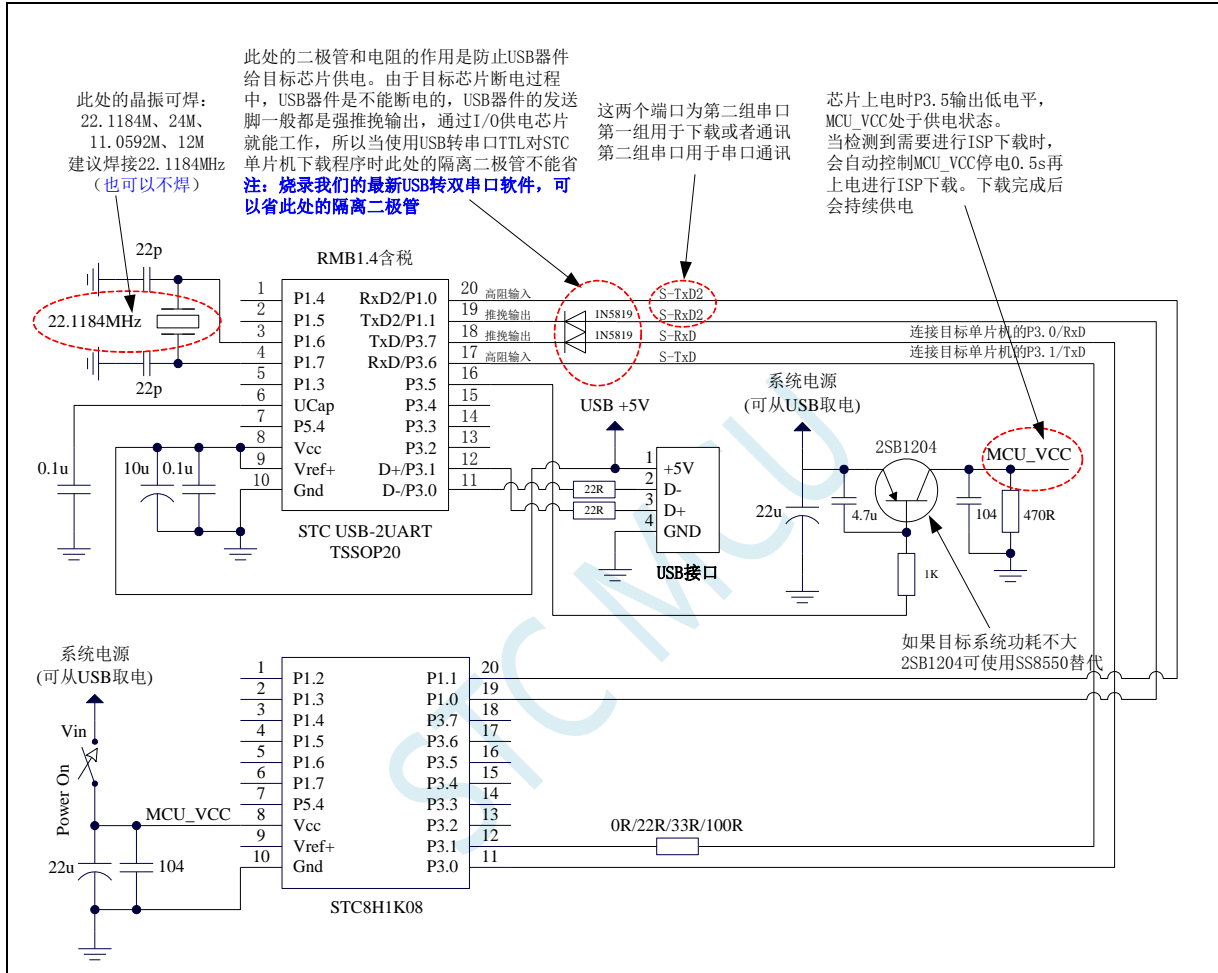 此处的二极管和电阻的作用是防止USB器件
给目标芯片供电。由于目标芯片断电过程
中，USB器件是不能断电的，USB器件的发送
脚一般都是强推挽输出，通过I/O供电芯片
就能工作，所以当使用USB转串口TTL对STC
单片机下载程序时此处的隔离二极管不能省
注：烧录我们的最新USB转双串口软件，可
以省此处的隔离二极管
此处的晶振可焊：
22.1184M、24M、
11.0592M、12M
建议焊接22.1184MHz
（也可以不焊）
这两个端口为第二组串口
第一组用于下载或者通讯
第二组串口用于串口通讯
芯片上电时P3.5输出低电平，
MCU_VCC处于供电状态。
当检测到需要进行ISP下载时，
会自动控制MCU_VCC停电0.5s再
上电进行ISP下载。下载完成后
会持续供电
22p
22.1184MHz
22p
RMB1.4含税
1 P1.4
2 P1.5
3 P1.6
4 P1.7
5 P1.3
6 UCap
7 P5.4
8 Vcc
9 Vref+
10 Gnd
RxD2/P1.0 20 高阻输入 S-TxD2
TxD2/P1.1 19 推挽输出 1N5819 S-RxD2
TxD/P3.7 18 推挽输出 1N5819 S-RxD 连接目标单片机的P3.0/RxD
RxD/P3.6 17 高阻输入 S-TxD 连接目标单片机的P3.1/TxD
P3.5 16
P3.4 15
P3.3 14
P3.2 13
D+/P3.1 12
D-/P3.0 11
STC USB-2UART
TSSOP20
0.1u
10u
0.1u
USB +5V
22R
22R
1 +5V
2 D-
3 D+
4 GND
USB接口
系统电源
(可从USB取电)
2SB1204
MCU_VCC
22u
4.7u
104
470R
1K
如果目标系统功耗不大
2SB1204可使用SS8550替代
STC MCU
系统电源
(可从USB取电)
Vin
Power On
MCU_VCC
22u
104
1 P1.2
2 P1.3
3 P1.4
4 P1.5
5 P1.6
6 P1.7
7 P5.4
8 Vcc
9 Vref+
10 Gnd
P1.1 20
P1.0 19
P3.7 18
P3.6 17
P3.5 16
P3.4 15
P3.3 14
P3.2 13
P3.1 12
P3.0 11
0R/22R/33R/100R
STC8H1K08